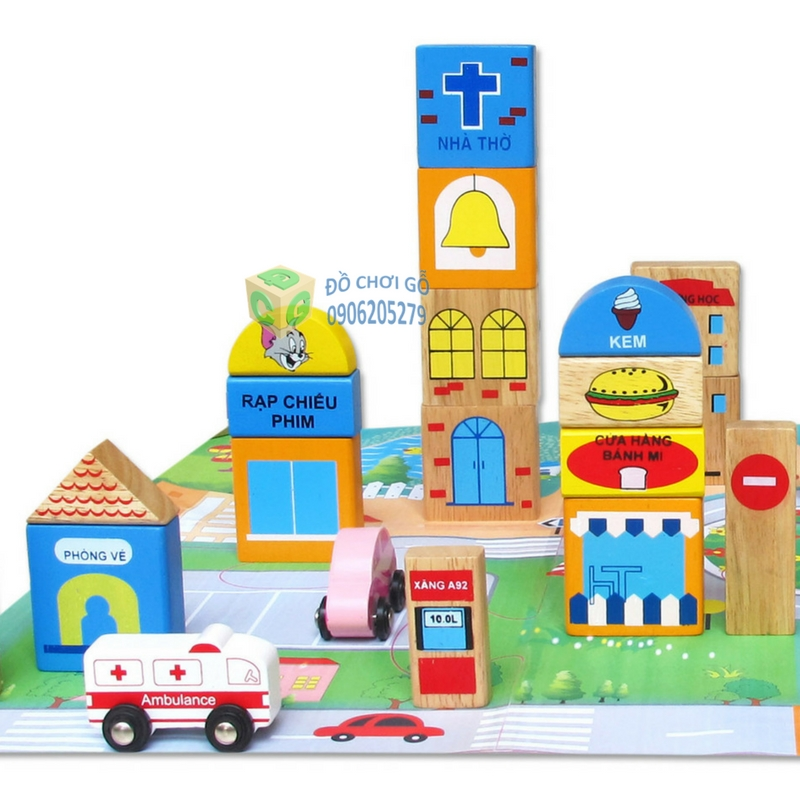 NHÀ THỜ
ĐỒ CHƠI GỖ
0906205279
HỌC
KEM
RẠP CHIẾU
PHIM
CỬA HÀNG
BÁNH MÌ
PHÒNG VÉ
XĂNG A92
10.0L
Ambulance